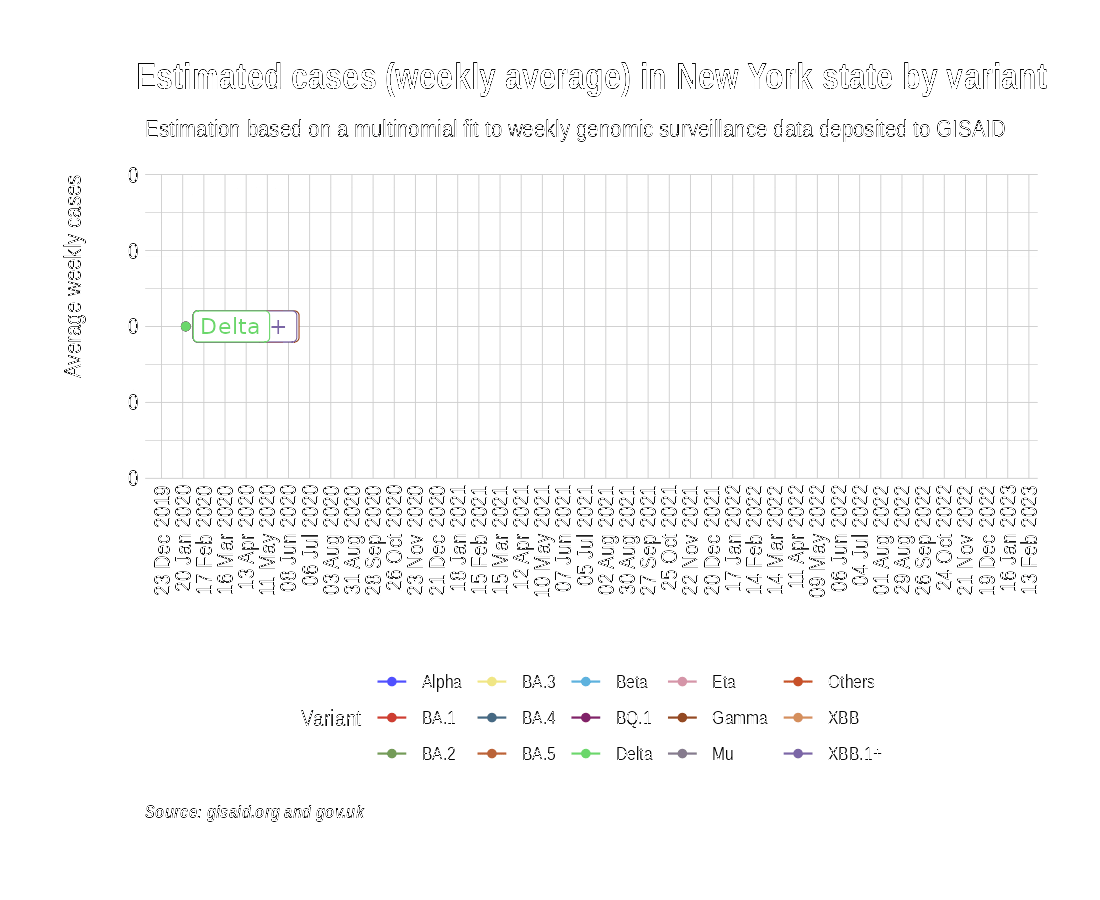 Estimated cases (weekly average) in New York state by variant
Estimation based on a multinomial fit to weekly genomic surveillance data deposited to GISAID
Average weekly cases
0
0
0
0
0
Delta
+
23 Dec 2019
20 Jan 2020
17 Feb 2020
16 Mar 2020
13 Apr 2020
11 May 2020
08 Jun 2020
06 Jul 2020
03 Aug 2020
31 Aug 2020
28 Sep 2020
26 Oct 2020
23 Nov 2020
21 Dec 2020
18 Jan 2021
15 Feb 2021
15 Mar 2021
12 Apr 2021
10 May 2021
07 Jun 2021
05 Jul 2021
02 Aug 2021
30 Aug 2021
27 Sep 2021
25 Oct 2021
22 Nov 2021
20 Dec 2021
17 Jan 2022
14 Feb 2022
14 Mar 2022
11 Apr 2022
09 May 2022
06 Jun 2022
04 Jul 2022
01 Aug 2022
29 Aug 2022
26 Sep 2022
24 Oct 2022
21 Nov 2022
19 Dec 2022
16 Jan 2023
13 Feb 2023
Variant
Alpha
BA.1
BA.2
BA.3
BA.4
BA.5
Beta
BQ.1
Delta
Eta
Gamma
Mu
Others
XBB
XBB.1+
Source: gisaid.org and gov.uk